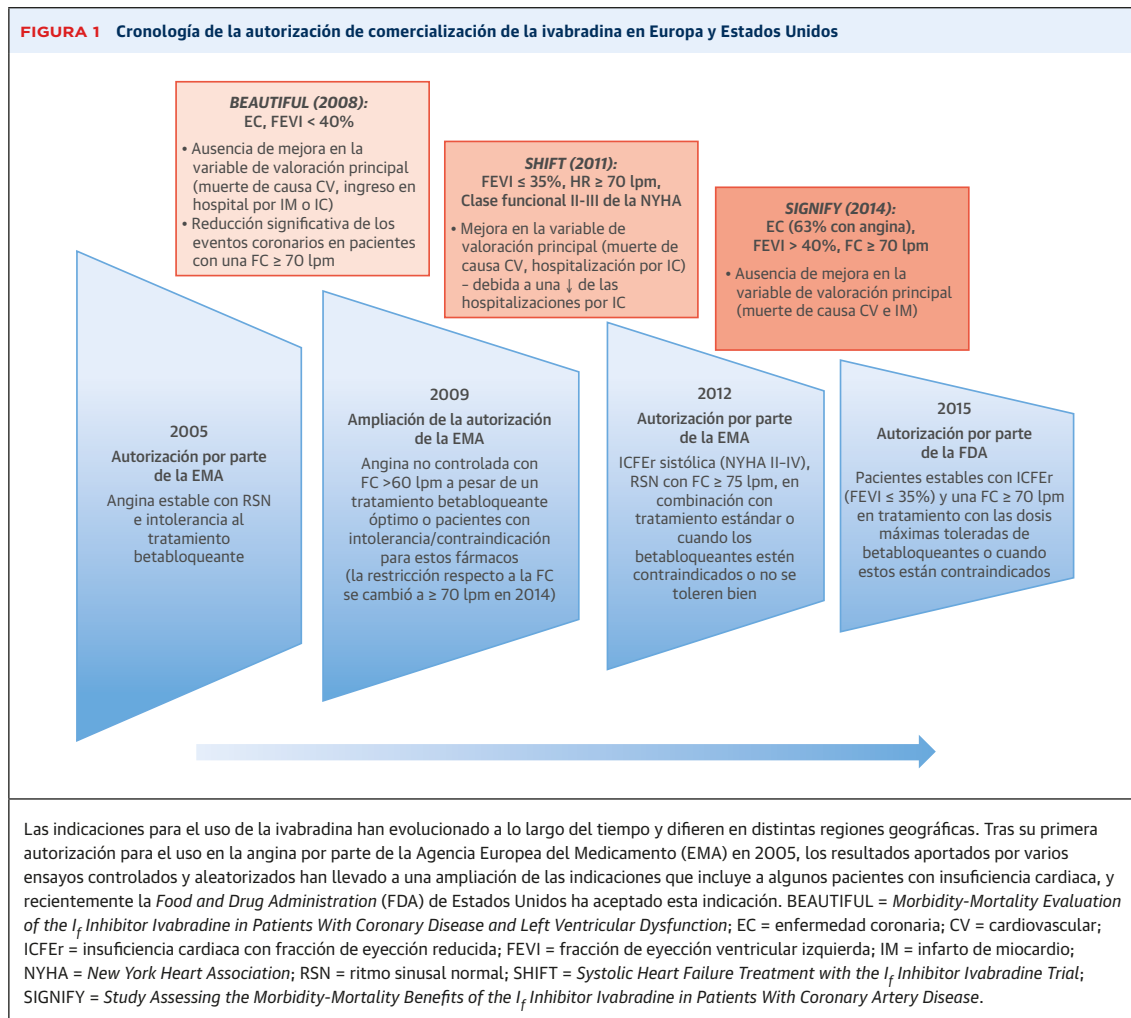 FIGURA 1 Cronología de la autorización de comercialización de la ivabradina en Europa y Estados Unidos
BEAUTIFUL (2008):
EC, FEVI < 40%
• Ausencia de mejora en la
variable de valoración principal
(muerte de causa CV, ingreso en
hospital por IM o IC)
• Reducción significativa de los
eventos coronarios en pacientes
con una FC ≥ 70 lpm
SHIFT (2011):
FEVI ≤ 35%, HR ≥ 70 lpm,
Clase funcional II-III de la NYHA
• Mejora en la variable de
valoración principal (muerte de
causa CV, hospitalización por IC)
– debida a una ↓ de las
hospitalizaciones por IC
SIGNIFY (2014):
EC (63% con angina),
FEVI > 40%, FC ≥ 70 lpm
• Ausencia de mejora en la
variable de valoración principal
(muerte de causa CV e IM)
2005
Autorización por parte
de la EMA
Angina estable con RSN
e intolerancia al
tratamiento
betabloqueante
2009
Ampliación de la autorización
de la EMA
Angina no controlada con
FC >60 lpm a pesar de un
tratamiento betabloqueante
óptimo o pacientes con
intolerancia/contraindicación
para estos fármacos
(la restricción respecto a la FC
se cambió a ≥ 70 lpm en 2014)
2012
Autorización por parte
de la EMA
ICFEr sistólica (NYHA II-IV),
RSN con FC ≥ 75 lpm, en
combinación con
tratamiento estándar o
cuando los
betabloqueantes estén
contraindicados o no se
toleren bien
2015
Autorización por parte
de la FDA
Pacientes estables con ICFEr
(FEVI ≤ 35%) y una FC ≥ 70 lpm
en tratamiento con las dosis
máximas toleradas de
betabloqueantes o cuando
estos están contraindicados
Las indicaciones para el uso de la ivabradina han evolucionado a lo largo del tiempo y difieren en distintas regiones geográficas. Tras su primera
autorización para el uso en la angina por parte de la Agencia Europea del Medicamento (EMA) en 2005, los resultados aportados por varios
ensayos controlados y aleatorizados han llevado a una ampliación de las indicaciones que incluye a algunos pacientes con insuficiencia cardiaca, y
recientemente la Food and Drug Administration (FDA) de Estados Unidos ha aceptado esta indicación. BEAUTIFUL = Morbidity-Mortality Evaluation
of the If Inhibitor Ivabradine in Patients With Coronary Disease and Left Ventricular Dysfunction; EC = enfermedad coronaria; CV = cardiovascular;
ICFEr = insuficiencia cardiaca con fracción de eyección reducida; FEVI = fracción de eyección ventricular izquierda; IM = infarto de miocardio;
NYHA = New York Heart Association; RSN = ritmo sinusal normal; SHIFT = Systolic Heart Failure Treatment with the If Inhibitor Ivabradine Trial;
SIGNIFY = Study Assessing the Morbidity-Mortality Benefits of the If Inhibitor Ivabradine in Patients With Coronary Artery Disease.